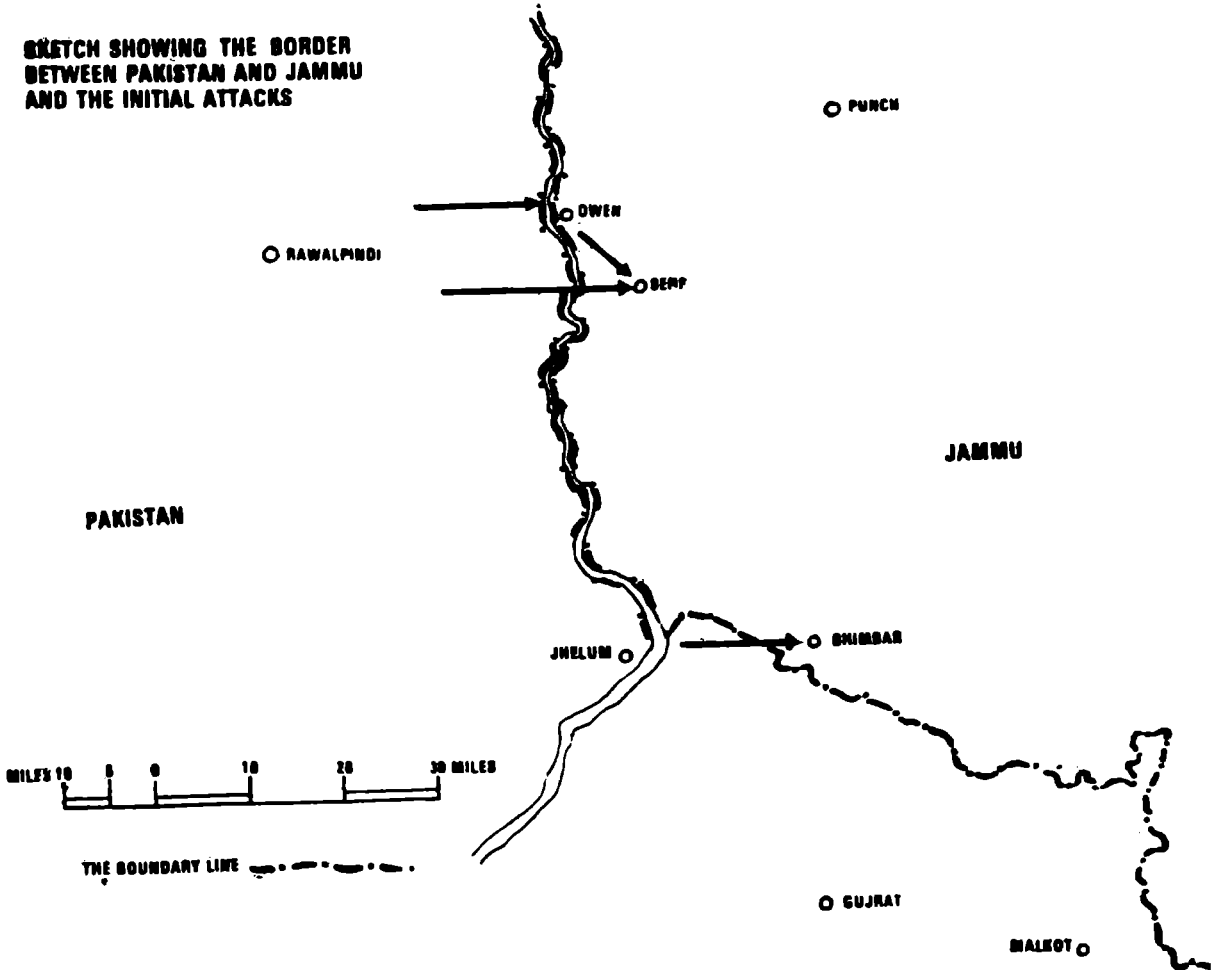 SKETCH SHOWING THE BORDER
BETWEEN PAKISTAN AND JAMMU
AND THE INITIAL ATTACKS
PUNCH
OWEN
RAWALPINDI
SENP
JAMMU
PAKISTAN
BHIMBAR
JHELUM
MILES 10 5 0 10 20 30 MILES
THE BOUNDARY LINE
GUJRAT
SIALKOT